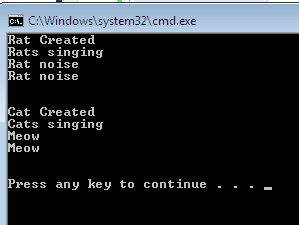 C:\Windows\system32\cmd.exe
Rat Created
Rats singing
Rat noise
Rat noise
Cat Created
Cats singing
Meow
Meow
Press any key to continue . . . _